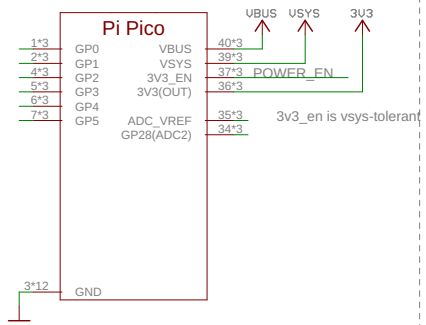 VBUS VSYS 3V3
Pi Pico
1*3 GP0 VBUS 40*3
2*3 GP1 VSYS 39*3
4*3 GP2 3V3_EN 37*3 POWER_EN
5*3 GP3 3V3(OUT) 36*3
6*3 GP4
7*3 GP5 ADC_VREF 35*3 3v3_en is vsys-tolerant
GP28(ADC2) 34*3
3*12 GND